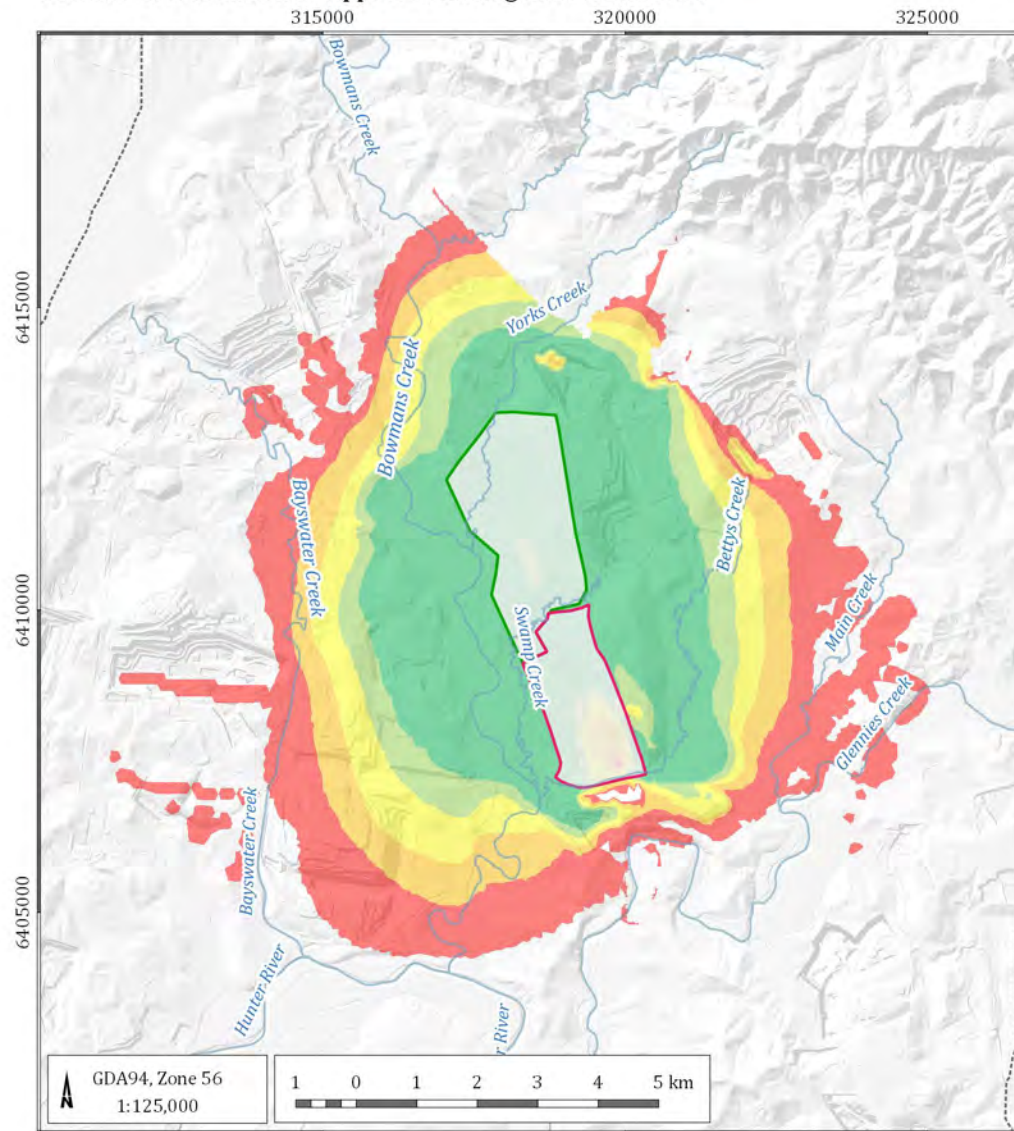 315000
320000
325000
Bowmans Creek
6415000
Yorks Creek
Bowmans Creek
Bayswater Creek
Bettys Creek
6410000
Swamp Creek
Main Creek
Glennies Creek
Bayswater Creek
6405000
Hunter River
r River
GDA94, Zone 56
1:125,000
N
1 0 1 2 3 4 5 km